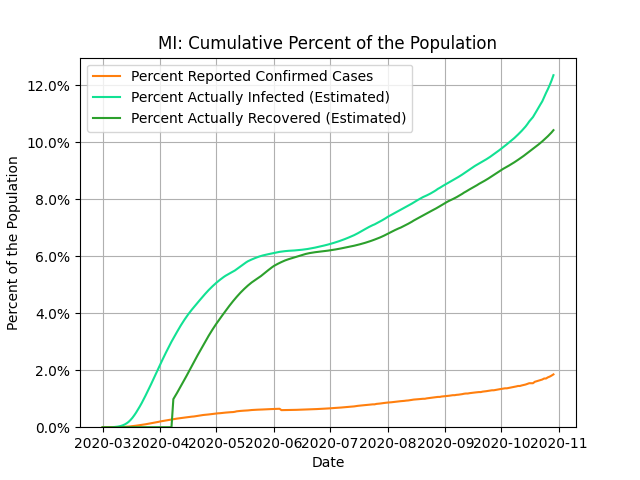 MI: Cumulative Percent of the Population
Percent Reported Confirmed Cases
Percent Actually Infected (Estimated)
Percent Actually Recovered (Estimated)
Percent of the Population
12.0%
10.0%
8.0%
6.0%
4.0%
2.0%
0.0%
2020-03 2020-04 2020-05 2020-06 2020-07 2020-08 2020-09 2020-10 2020-11
Date